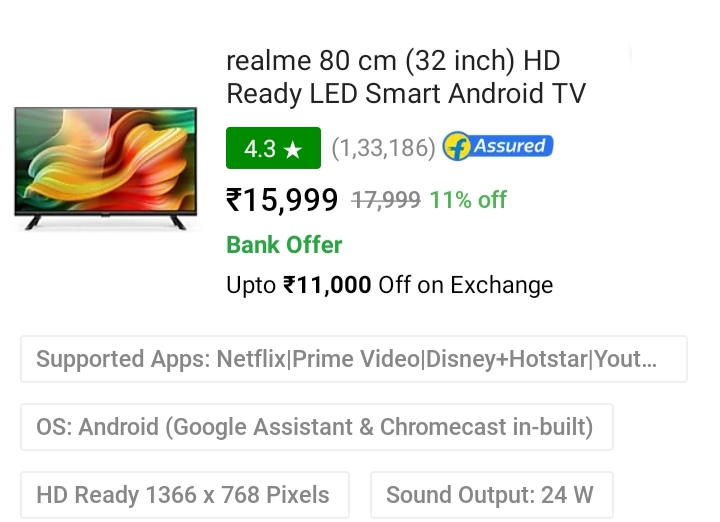 realme 80 cm (32 inch) HD
Ready LED Smart Android TV
4.3 ★ (1,33,186) f Assured
₹15,999 17,999 11% off
Bank Offer
Upto ₹11,000 Off on Exchange
Supported Apps: Netflix|Prime Video|Disney+Hotstar|Yout...
OS: Android (Google Assistant & Chromecast in-built)
HD Ready 1366 x 768 Pixels Sound Output: 24 W